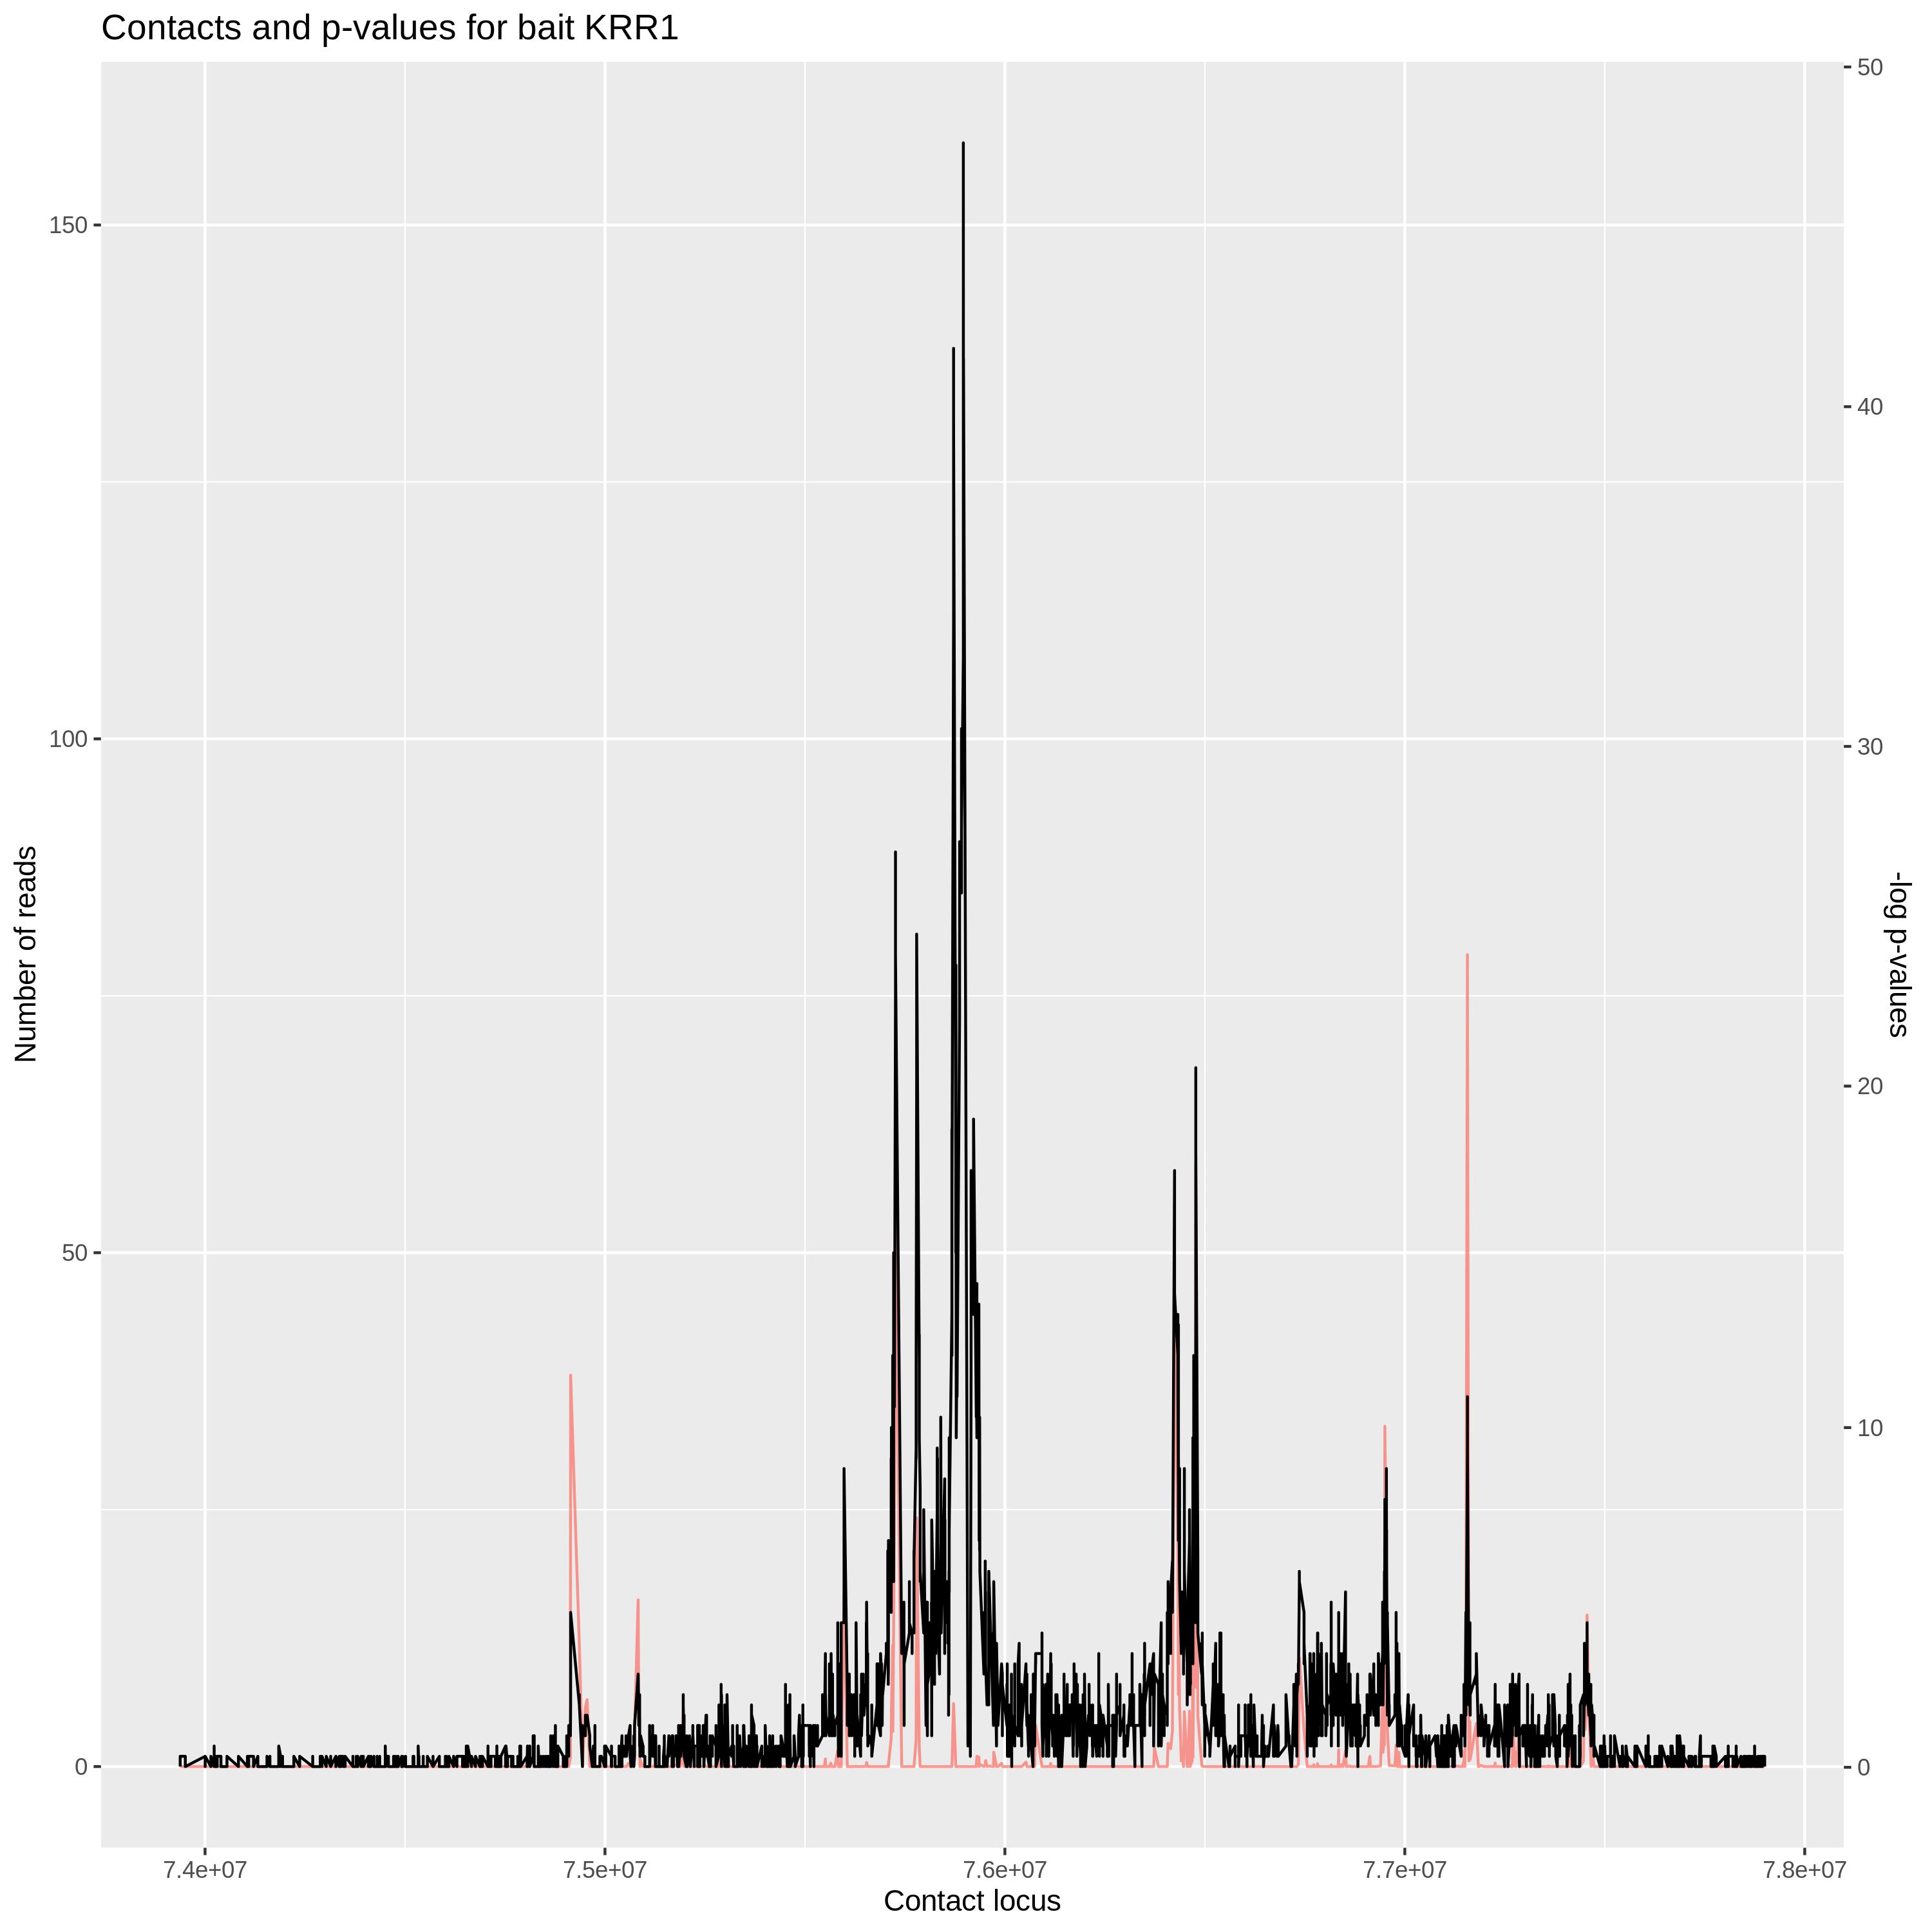 Contacts and p-values for bait KRR1
150
100
50
0
Number of reads
50
40
30
20
10
0
-log p-values
7.4e+07
7.5e+07
7.6e+07
7.7e+07
7.8e+07
Contact locus